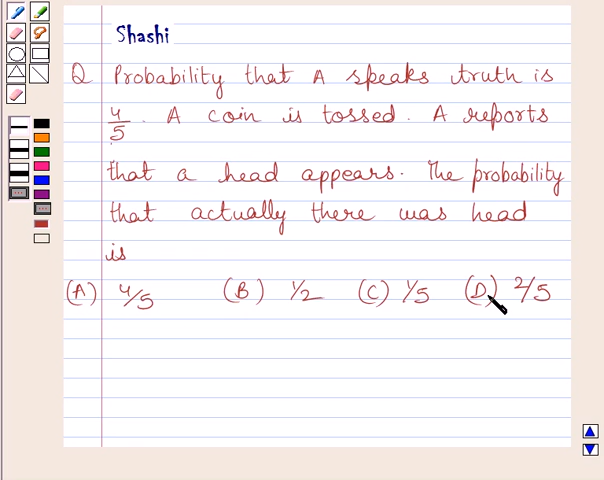 Shashi
Q Probability that A speaks truth is
4/5. A coin is tossed. A reports
that a head appears. The probability
that actually there was head
is
(A) 4/5 (B) 1/2 (C) 1/5 (D) 2/5